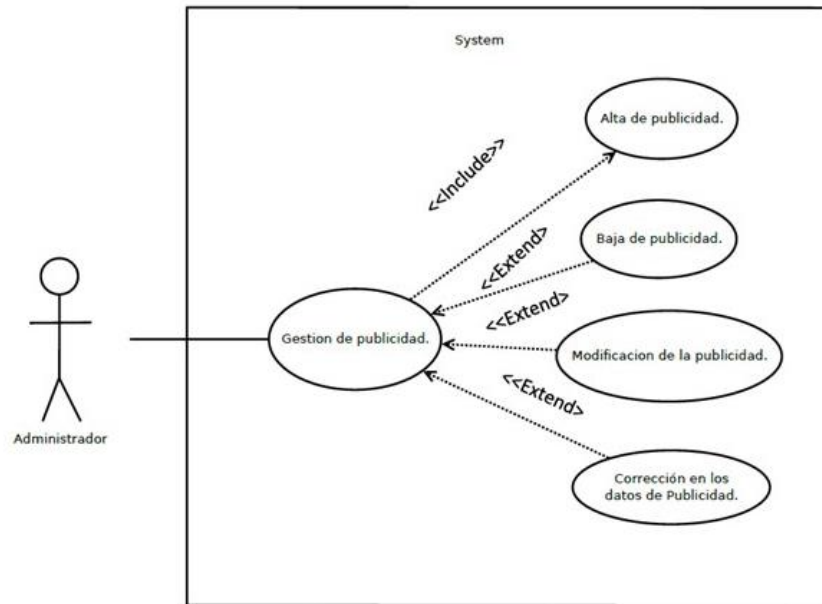 System
Alta de publicidad.
<<Include>>
Baja de publicidad.
<<Extend>
<<Extend>
Gestion de publicidad.
Modificacion de la publicidad.
<<Extend>
Administrador
Corrección en los
datos de Publicidad.